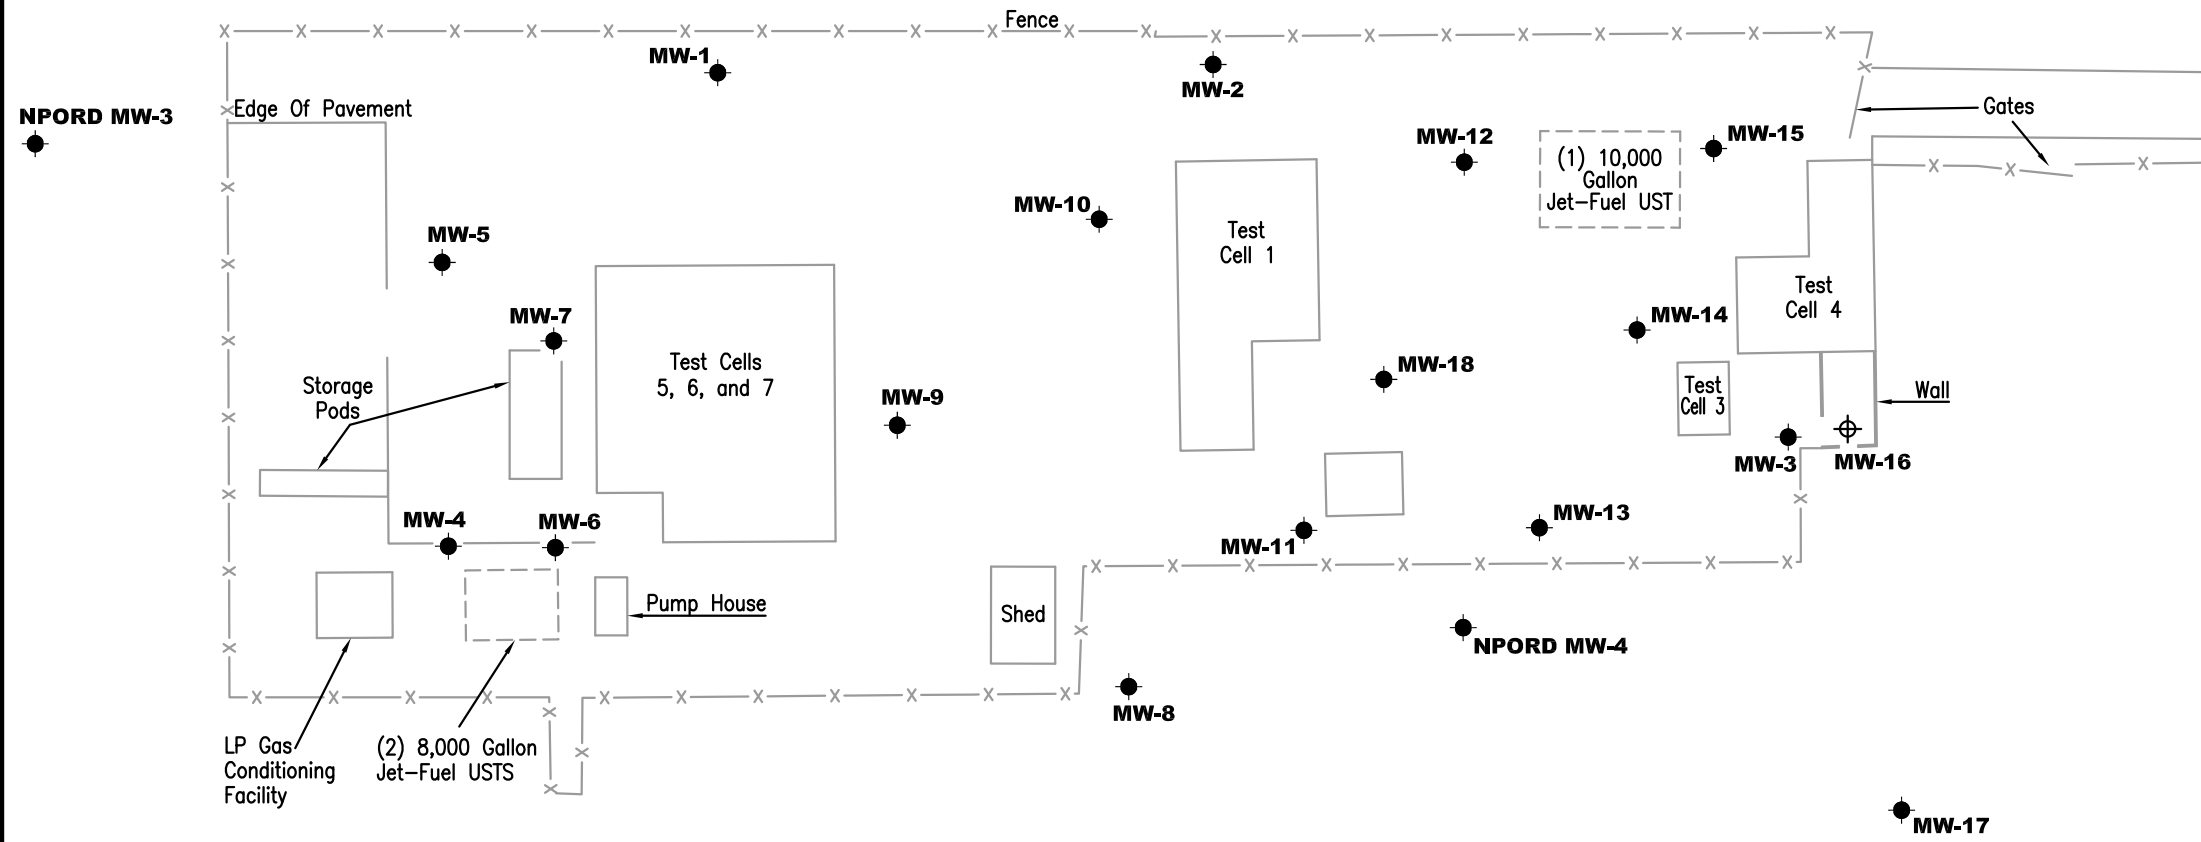 Fence
MW-1
MW-2
Edge Of Pavement
Gates
NPORD MW-3
MW-12
MW-15
(1) 10,000
Gallon
Jet-Fuel UST
MW-10
MW-5
Test
Cell 1
Test
Cell 4
MW-7
MW-14
Test Cells
5, 6, and 7
MW-18
Storage
Pods
Test
Cell 3
Wall
MW-9
MW-3
MW-16
MW-4
MW-6
MW-13
MW-11
Pump House
Shed
NPORD MW-4
MW-8
LP Gas
Conditioning
Facility
(2) 8,000 Gallon
Jet-Fuel USTS
MW-17